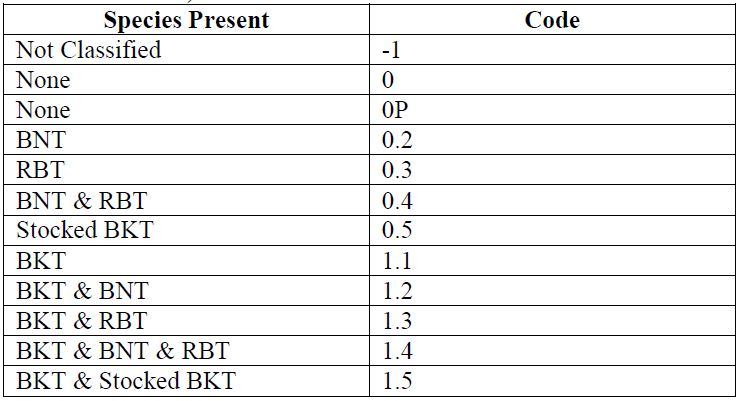 Species Present Code
Not Classified -1
None 0
None 0P
BNT 0.2
RBT 0.3
BNT & RBT 0.4
Stocked BKT 0.5
BKT 1.1
BKT & BNT 1.2
BKT & RBT 1.3
BKT & BNT & RBT 1.4
BKT & Stocked BKT 1.5